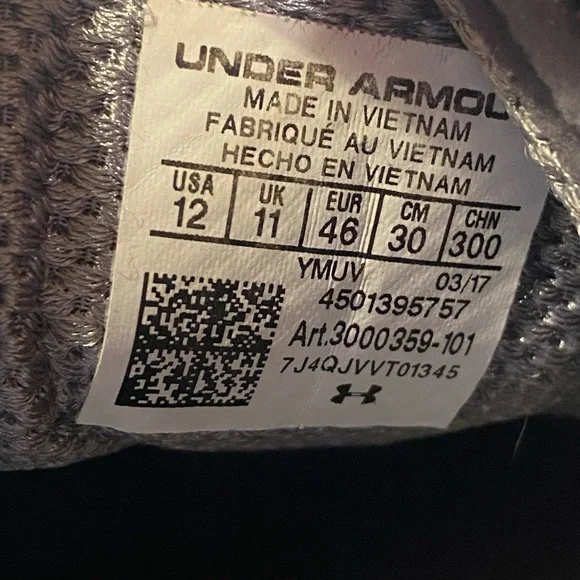 UNDER ARMOU
MADE IN VIETNAM
FABRIQUÉ AU VIETNAM
HECHO EN VIETNAM
USA UK EUR CM CHN
12 11 46 30 300
YMUV 03/17
4501395757
Art.3000359-101
7J4QJVVT01345